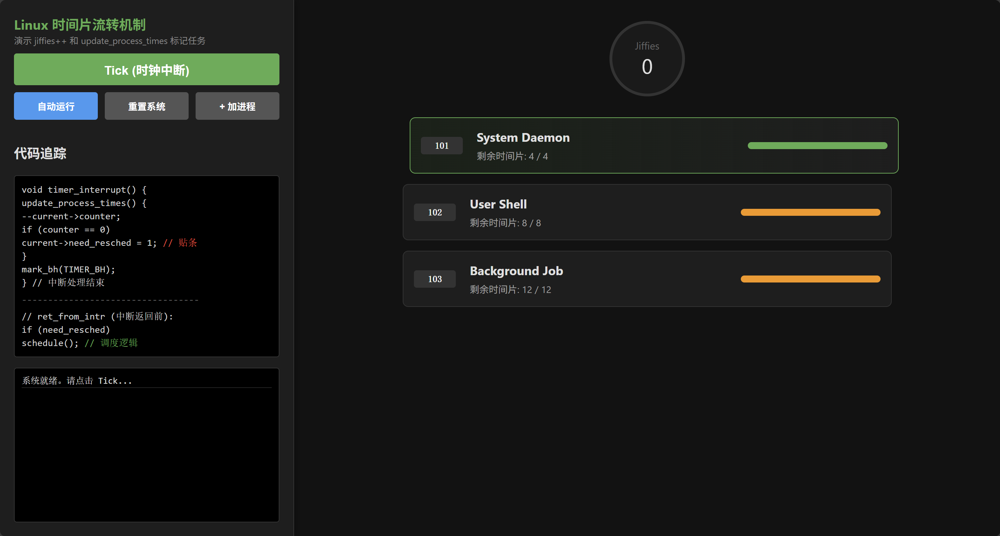 Linux 时间片流转机制
演示 jiffies++ 和 update_process_times 标记任务
Tick (时钟中断)
自动运行
重置系统
+ 加进程
代码追踪
void timer_interrupt() {
update_process_times() {
--current->counter;
if (counter == 0)
current->need_resched = 1; // 贴条
}
mark_bh(TIMER_BH);
} // 中断处理结束
----------------------------------
// ret_from_intr (中断返回前):
if (need_resched)
schedule(); // 调度逻辑
系统就绪。请点击 Tick...
Jiffies
0
101
System Daemon
剩余时间片: 4 / 4
102
User Shell
剩余时间片: 8 / 8
103
Background Job
剩余时间片: 12 / 12